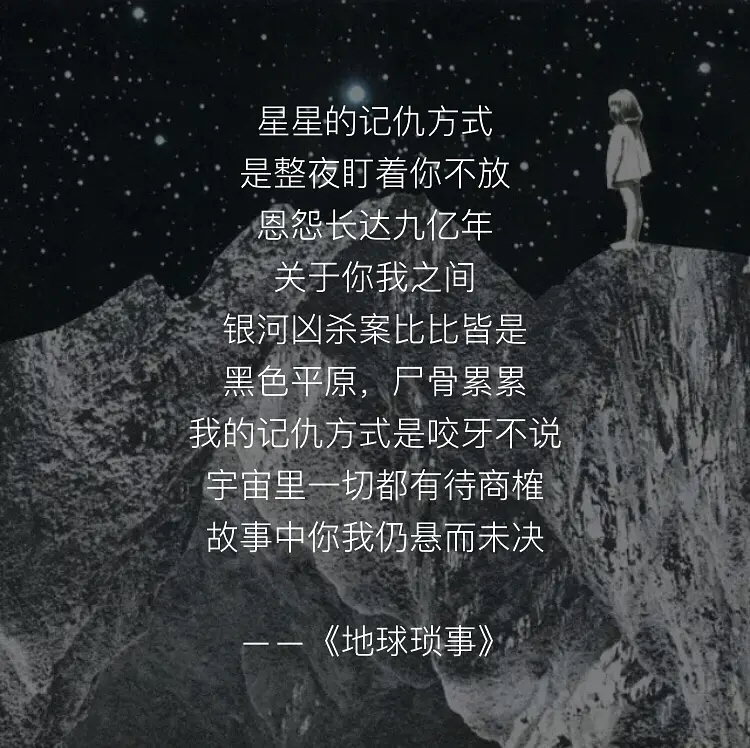 星星的记仇方式
是整夜盯着你不放
恩怨长达九亿年
关于你我之间
银河凶杀案比比皆是
黑色平原，尸骨累累
我的记仇方式是咬牙不说
宇宙里一切都有待商榷
故事中你我仍悬而未决
——《地球琐事》